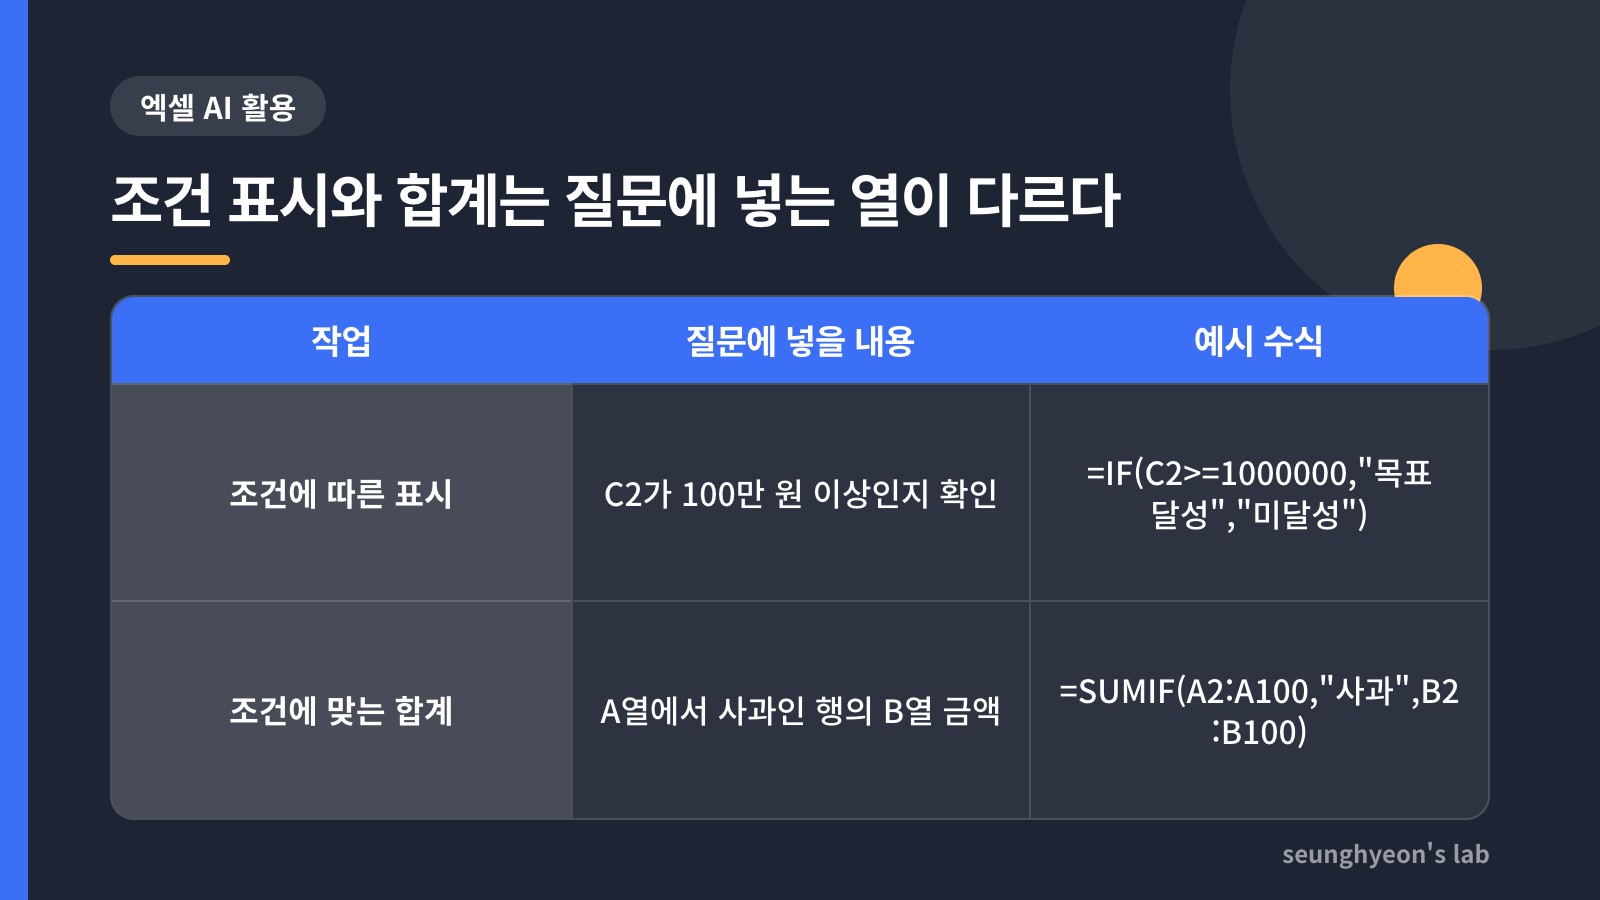 엑셀 AI 활용
조건 표시와 합계는 질문에 넣는 열이 다르다
작업
질문에 넣을 내용
예시 수식
조건에 따른 표시
C2가 100만 원 이상인지 확인
=IF(C2>=1000000,"목표
달성","미달성")
조건에 맞는 합계
A열에서 사과인 행의 B열 금액
=SUMIF(A2:A100,"사과",B2
:B100)
seunghyeon's lab